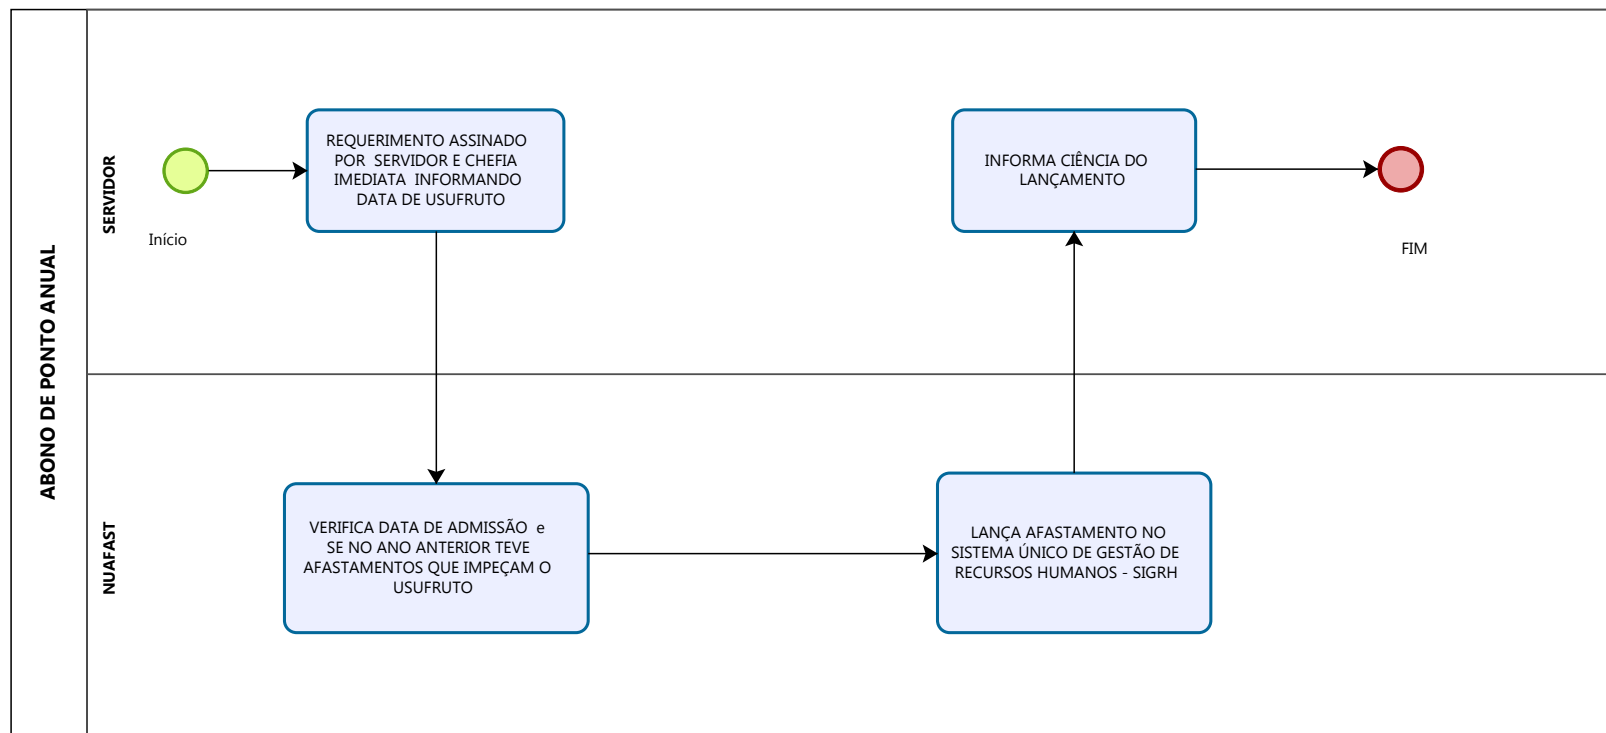 ABONO DE PONTO ANUAL
SERVIDOR
Início
REQUERIMENTO ASSINADO
POR SERVIDOR E CHEFIA
IMEDIATA INFORMANDO
DATA DE USUFRUTO
INFORMA CIÊNCIA DO
LANÇAMENTO
FIM
NUAFAST
VERIFICA DATA DE ADMISSÃO e
SE NO ANO ANTERIOR TEVE
AFASTAMENTOS QUE IMPEÇAM O
USUFRUTO
LANÇA AFASTAMENTO NO
SISTEMA ÚNICO DE GESTÃO DE
RECURSOS HUMANOS - SIGRH